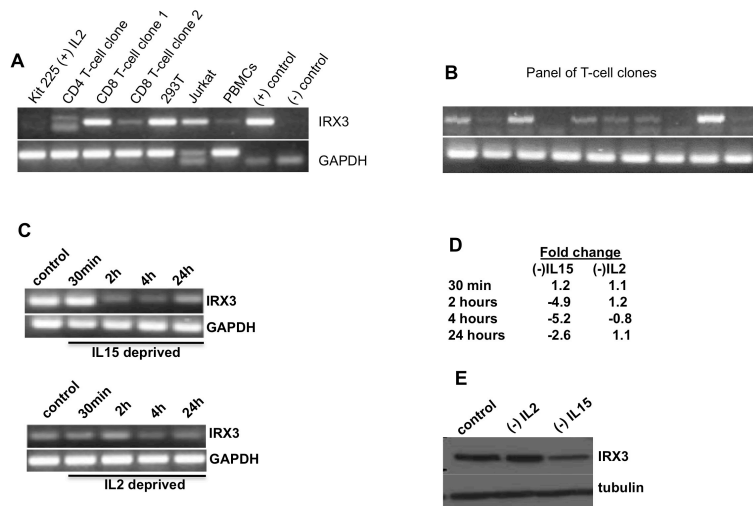 A
Kit 225 (+) IL2
CD4 T-cell clone
CD8 T-cell clone 1
CD8 T-cell clone 2
293T
Jurkat
PBMCs
(+) control
(-) control
IRX3
GAPDH
B
Panel of T-cell clones
C
control
30min
2h
4h
24h
IRX3
GAPDH
IL15 deprived
control
30min
2h
4h
24h
IRX3
GAPDH
IL2 deprived
D
Fold change
(-)IL15 (-)IL2
30 min 1.2 1.1
2 hours -4.9 1.2
4 hours -5.2 -0.8
24 hours -2.6 1.1
E
control
(-) IL2
(-) IL15
IRX3
tubulin